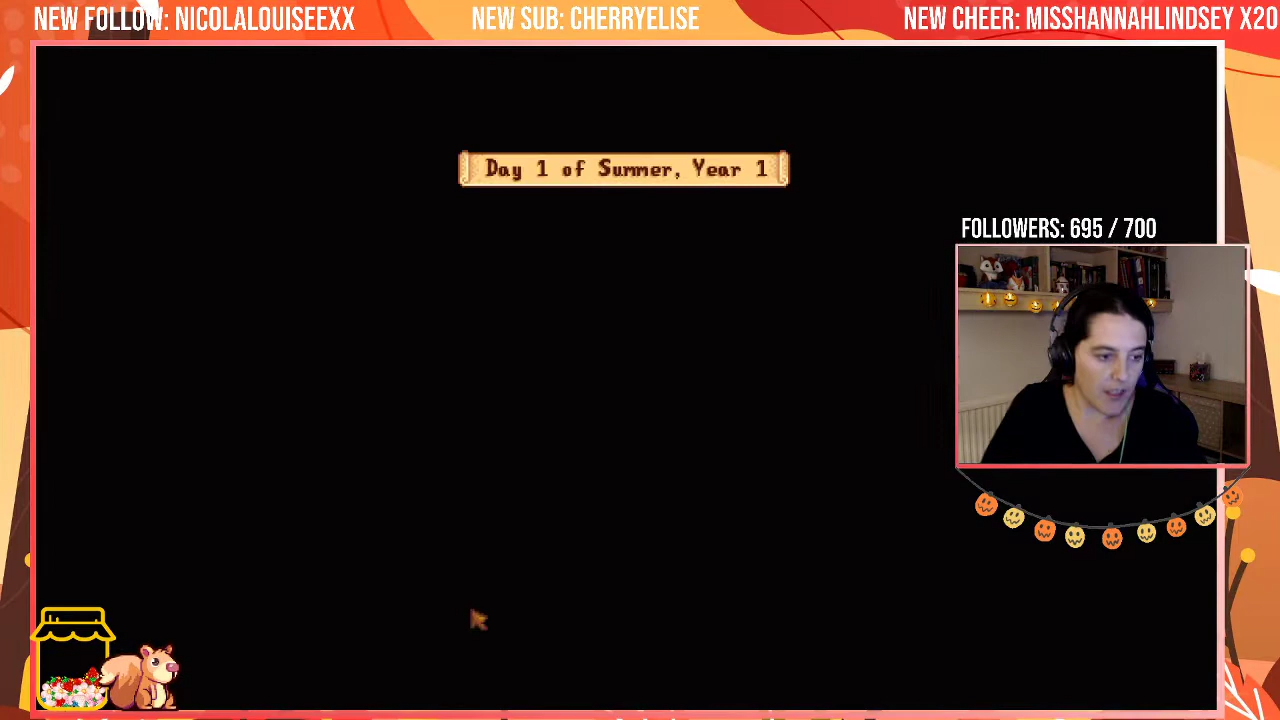 NEW FOLLOW: NICOLALOUISEEXX
NEW SUB: CHERRYELISE
NEW CHEER: MISSHANNAHLINDSEY X20
Day 1 of Summer, Year 1
FOLLOWERS: 695 / 700